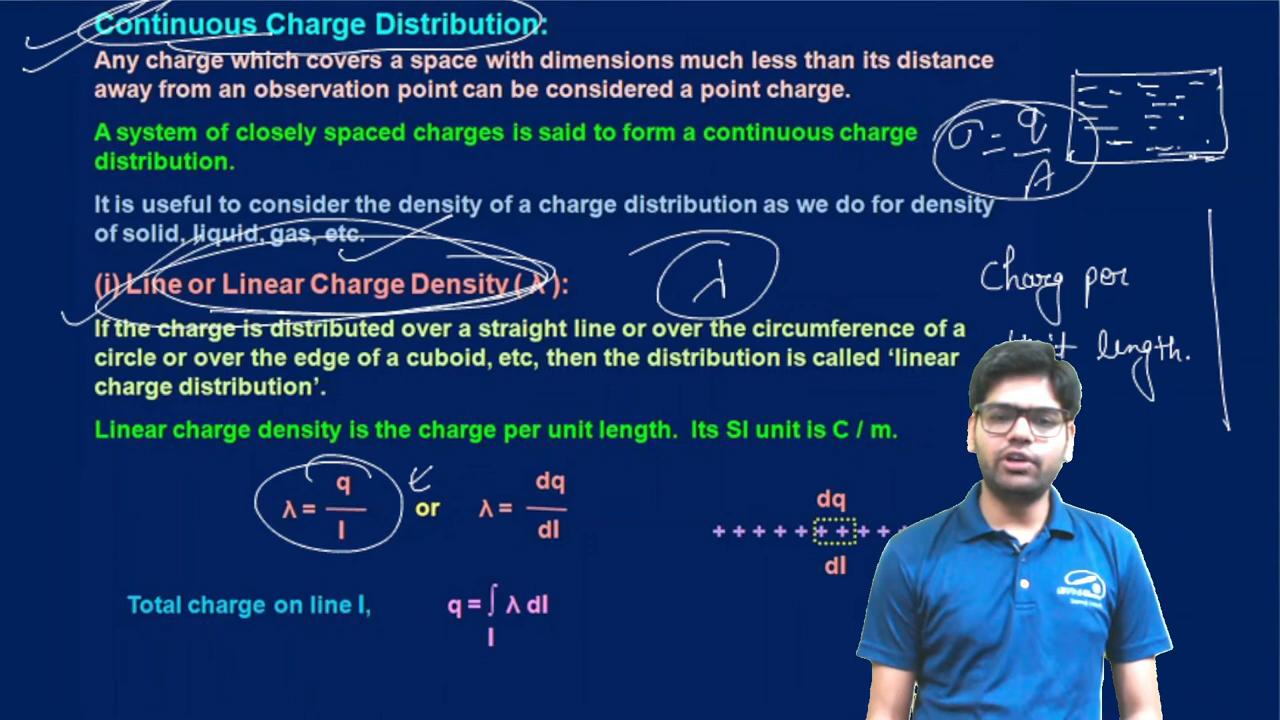 Continuous Charge Distribution:
Any charge which covers a space with dimensions much less than its distance
away from an observation point can be considered a point charge.
A system of closely spaced charges is said to form a continuous charge
distribution.
σ = q
A
It is useful to consider the density of a charge distribution as we do for density
of solid, liquid, gas, etc.
(i) Line or Linear Charge Density ( λ ):
λ
Charg per
length.
If the charge is distributed over a straight line or over the circumference of a
circle or over the edge of a cuboid, etc, then the distribution is called ‘linear
charge distribution’.
Linear charge density is the charge per unit length. Its SI unit is C / m.
λ = q
l
or
λ = dq
dl
dq
+ + + + + + + + +
dl
Total charge on line l,
q = ∫ λ dl
l